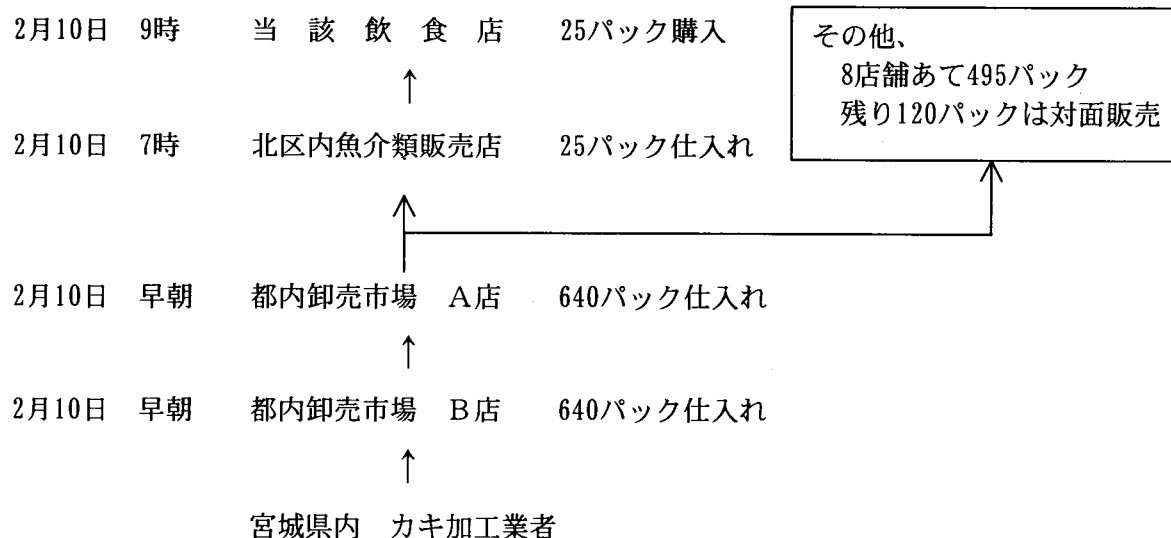 2月10日 9時 当該飲食店 25パック購入
その他、
8店舗あて495パック
残り120パックは対面販売
↑
2月10日 7時 北区内魚介類販売店 25パック仕入れ
2月10日 早朝 都内卸売市場 A店 640パック仕入れ
↑
2月10日 早朝 都内卸売市場 B店 640パック仕入れ
↑
宮城県内 カキ加工業者